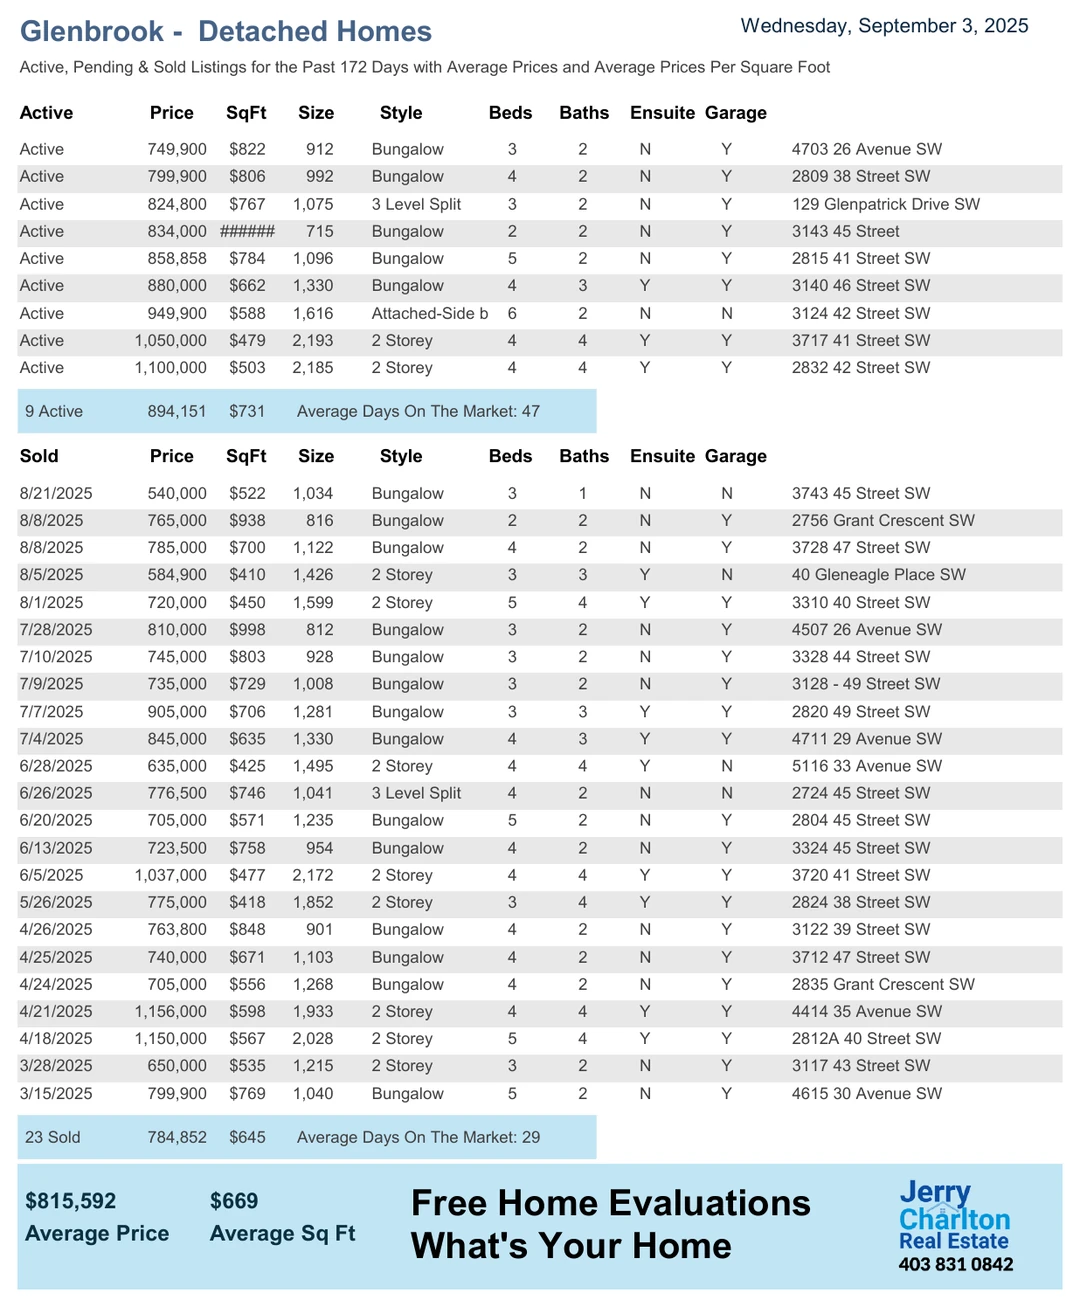 Glenbrook - Detached Homes
Wednesday, September 3, 2025
Active, Pending & Sold Listings for the Past 172 Days with Average Prices and Average Prices Per Square Foot
Active Price SqFt Size Style Beds Baths Ensuite Garage
Active 749,900 $822 912 Bungalow 3 2 N Y 4703 26 Avenue SW
Active 799,900 $806 992 Bungalow 4 2 N Y 2809 38 Street SW
Active 824,800 $767 1,075 3 Level Split 3 2 N Y 129 Glenpatrick Drive SW
Active 834,000 ###### 715 Bungalow 2 2 N Y 3143 45 Street
Active 858,858 $784 1,096 Bungalow 5 2 N Y 2815 41 Street SW
Active 880,000 $662 1,330 Bungalow 4 3 Y Y 3140 46 Street SW
Active 949,900 $588 1,616 Attached-Side b 6 2 N N 3124 42 Street SW
Active 1,050,000 $479 2,193 2 Storey 4 4 Y Y 3717 41 Street SW
Active 1,100,000 $503 2,185 2 Storey 4 4 Y Y 2832 42 Street SW
9 Active 894,151 $731 Average Days On The Market: 47
Sold Price SqFt Size Style Beds Baths Ensuite Garage
8/21/2025 540,000 $522 1,034 Bungalow 3 1 N N 3743 45 Street SW
8/8/2025 765,000 $938 816 Bungalow 2 2 N Y 2756 Grant Crescent SW
8/8/2025 785,000 $700 1,122 Bungalow 4 2 N Y 3728 47 Street SW
8/5/2025 584,900 $410 1,426 2 Storey 3 3 Y N 40 Gleneagle Place SW
8/1/2025 720,000 $450 1,599 2 Storey 5 4 Y Y 3310 40 Street SW
7/28/2025 810,000 $998 812 Bungalow 3 2 N Y 4507 26 Avenue SW
7/10/2025 745,000 $803 928 Bungalow 3 2 N Y 3328 44 Street SW
7/9/2025 735,000 $729 1,008 Bungalow 3 2 N Y 3128 - 49 Street SW
7/7/2025 905,000 $706 1,281 Bungalow 3 3 Y Y 2820 49 Street SW
7/4/2025 845,000 $635 1,330 Bungalow 4 3 Y Y 4711 29 Avenue SW
6/28/2025 635,000 $425 1,495 2 Storey 4 4 Y N 5116 33 Avenue SW
6/26/2025 776,500 $746 1,041 3 Level Split 4 2 N N 2724 45 Street SW
6/20/2025 705,000 $571 1,235 Bungalow 5 2 N Y 2804 45 Street SW
6/13/2025 723,500 $758 954 Bungalow 4 2 N Y 3324 45 Street SW
6/5/2025 1,037,000 $477 2,172 2 Storey 4 4 Y Y 3720 41 Street SW
5/26/2025 775,000 $418 1,852 2 Storey 3 4 Y Y 2824 38 Street SW
4/26/2025 763,800 $848 901 Bungalow 4 2 N Y 3122 39 Street SW
4/25/2025 740,000 $671 1,103 Bungalow 4 2 N Y 3712 47 Street SW
4/24/2025 705,000 $556 1,268 Bungalow 4 2 N Y 2835 Grant Crescent SW
4/21/2025 1,156,000 $598 1,933 2 Storey 4 4 Y Y 4414 35 Avenue SW
4/18/2025 1,150,000 $567 2,028 2 Storey 5 4 Y Y 2812A 40 Street SW
3/28/2025 650,000 $535 1,215 2 Storey 3 2 N Y 3117 43 Street SW
3/15/2025 799,900 $769 1,040 Bungalow 5 2 N Y 4615 30 Avenue SW
23 Sold 784,852 $645 Average Days On The Market: 29
$815,592 $669
Average Price Average Sq Ft
Free Home Evaluations
What's Your Home
Jerry
Charlton
Real Estate
403 831 0842